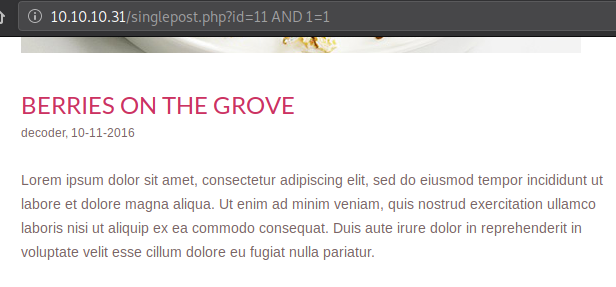 10.10.10.31/singlepost.php?id=11 AND 1=1
BERRIES ON THE GROVE
decoder, 10-11-2016
Lorem ipsum dolor sit amet, consectetur adipiscing elit, sed do eiusmod tempor incididunt ut
labore et dolore magna aliqua. Ut enim ad minim veniam, quis nostrud exercitation ullamco
laboris nisi ut aliquip ex ea commodo consequat. Duis aute irure dolor in reprehenderit in
voluptate velit esse cillum dolore eu fugiat nulla pariatur.